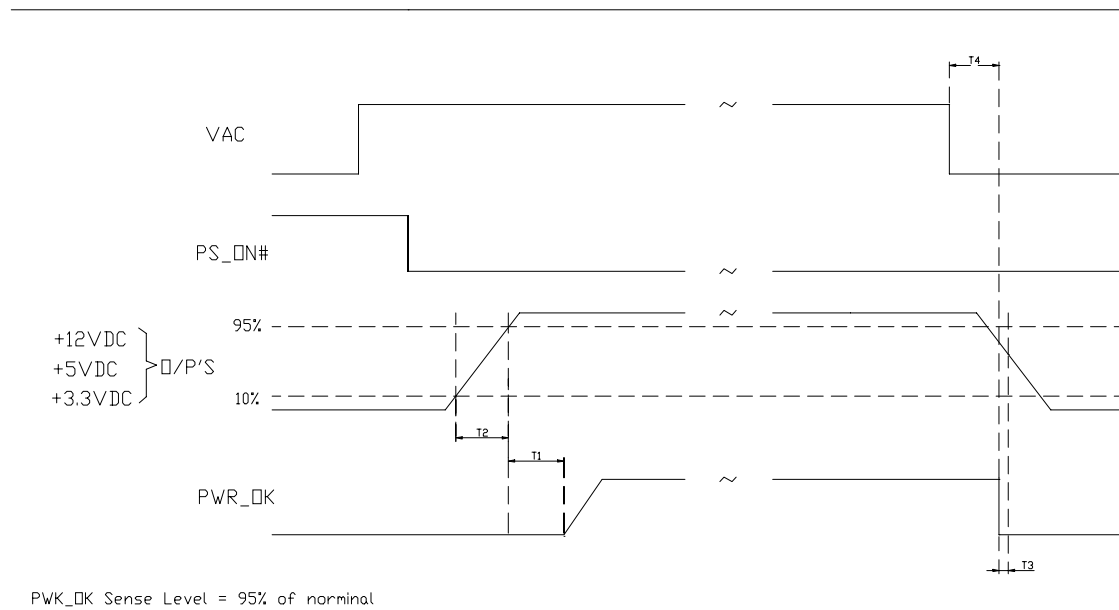 T4
VAC
PS_ON#
95%
+12VDC
+5VDC
+3.3VDC
O/P'S
10%
T2
T1
PWR_OK
T3
PWK_OK Sense Level = 95% of norminal